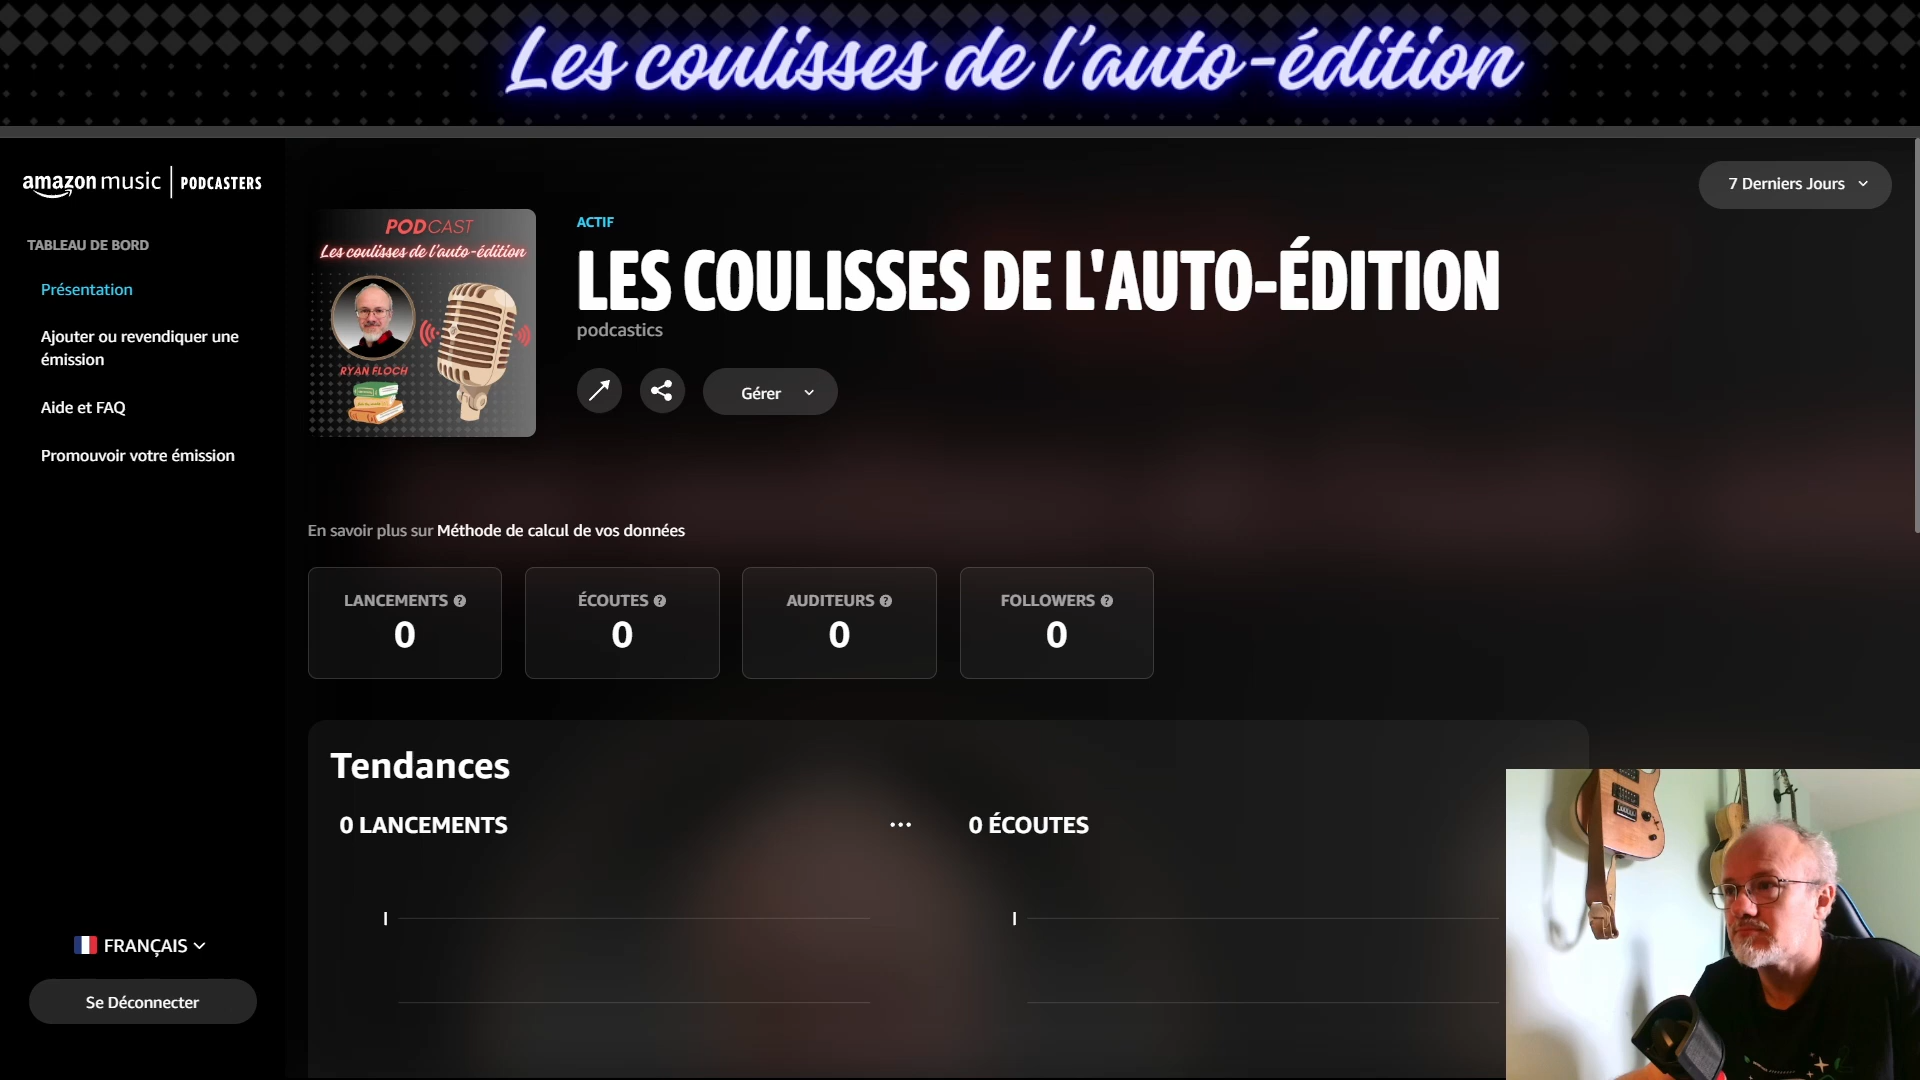 Les coulisses de l'auto-édition
amazon music | PODCASTERS
TABLEAU DE BORD
Présentation
Ajouter ou revendiquer une
émission
Aide et FAQ
Promouvoir votre émission
FRANÇAIS
Se Déconnecter
7 Derniers Jours
PODCAST
Les coulisses de l'auto-édition
RYAN FLOCH
ACTIF
LES COULISSES DE L'AUTO-ÉDITION
podcastics
Gérer
En savoir plus sur Méthode de calcul de vos données
LANCEMENTS ?
0
ÉCOUTES ?
0
AUDITEURS ?
0
FOLLOWERS ?
0
Tendances
0 LANCEMENTS
...
0 ÉCOUTES